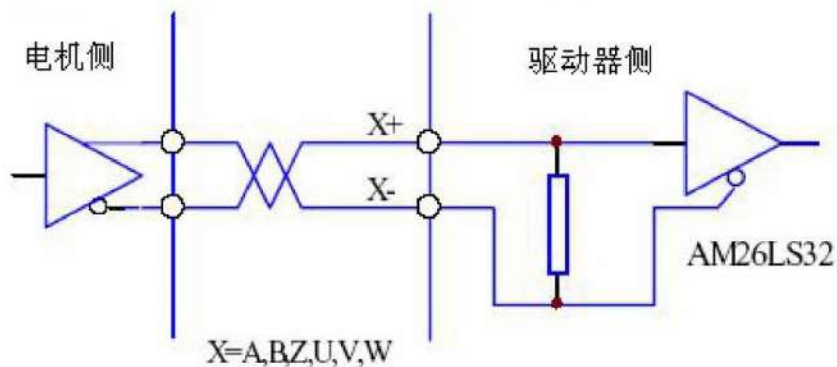 电机侧
驱动器侧
X+
X-
AM26LS32
X=A,B,Z,U,V,W